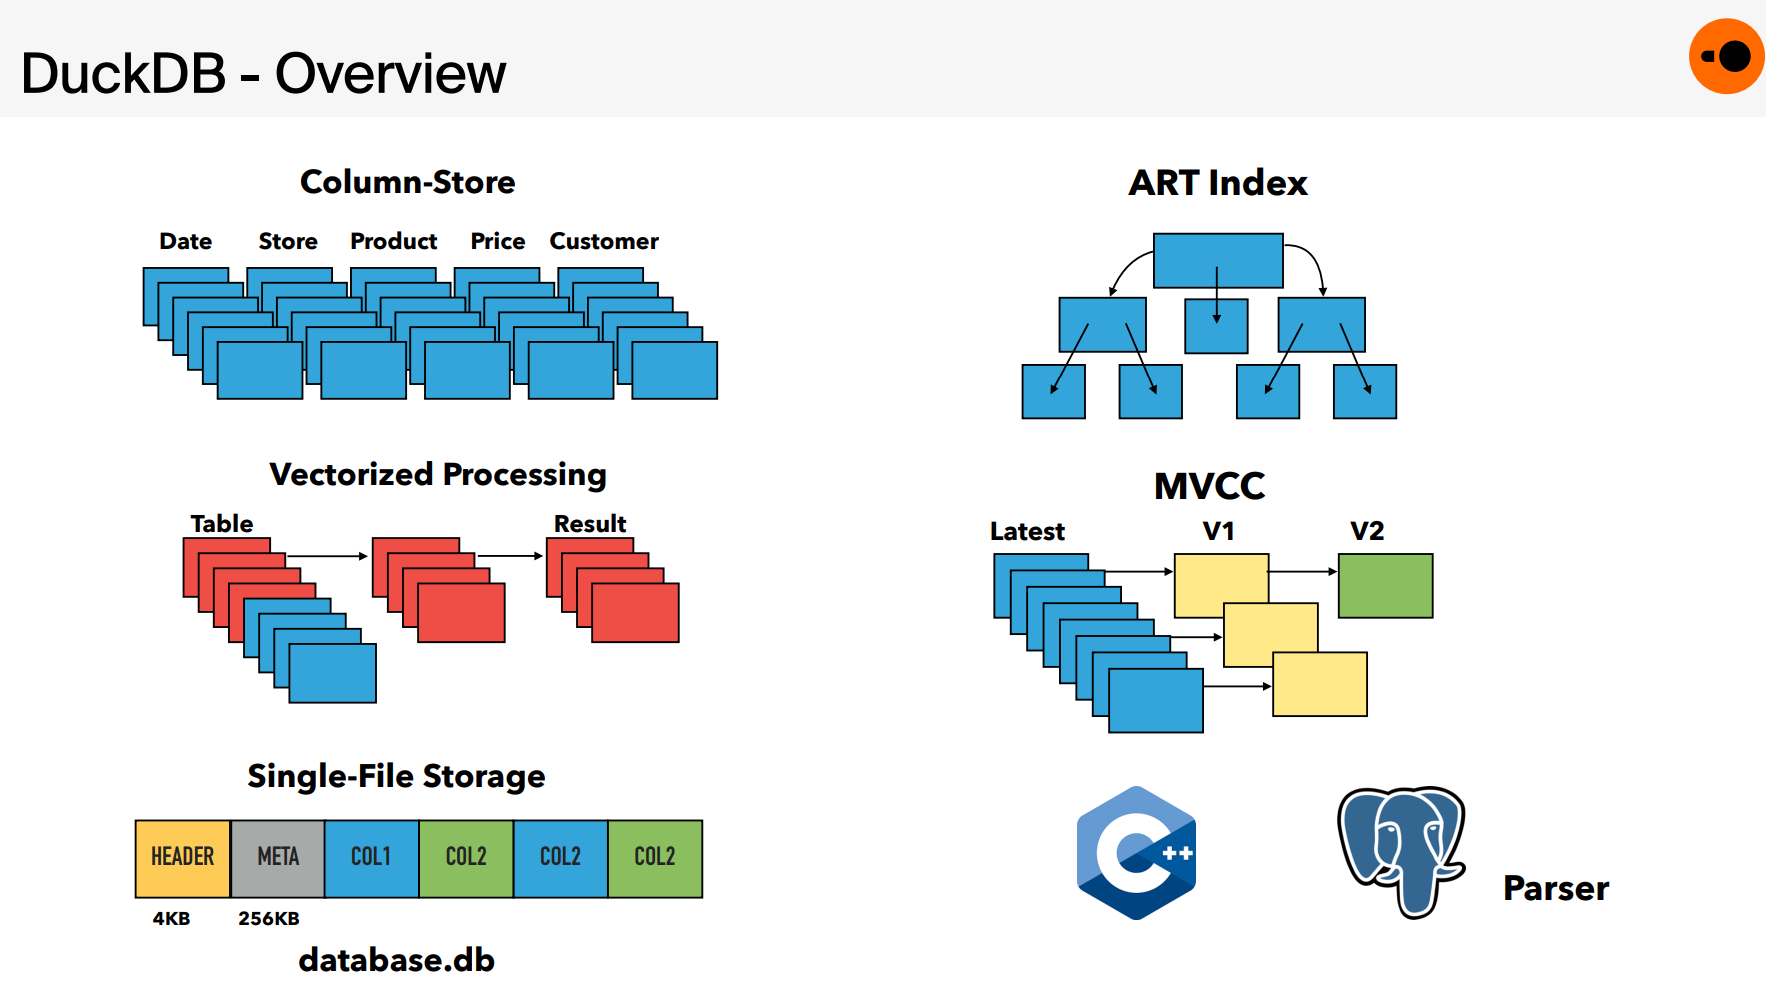 DuckDB - Overview
Column-Store
Date Store Product Price Customer
Vectorized Processing
Table Result
Single-File Storage
HEADER META COL1 COL2 COL2 COL2
4KB 256KB
database.db
ART Index
MVCC
Latest V1 V2
C++
Parser